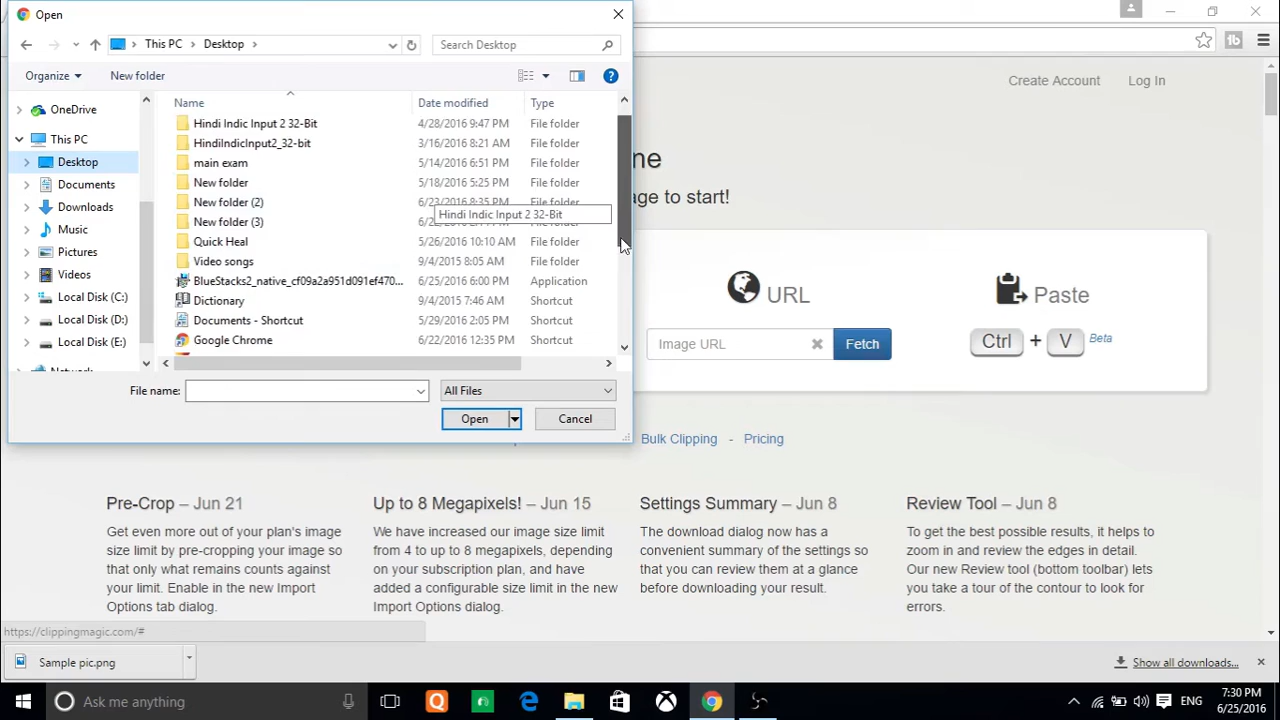 Open
This PC Desktop
Search Desktop
Organize
New folder
OneDrive
This PC
Desktop
Documents
Downloads
Music
Pictures
Videos
Local Disk (C:)
Local Disk (D:)
Local Disk (E:)
Name Date modified Type
Hindi Indic Input 2 32-Bit 4/28/2016 9:47 PM File folder
HindiIndicInput2_32-bit 3/16/2016 8:21 AM File folder
main exam 5/14/2016 6:51 PM File folder
New folder 5/18/2016 5:25 PM File folder
New folder (2) 6/23/2016 8:35 PM File folder
Hindi Indic Input 2 32-Bit
New folder (3) File folder
Quick Heal 5/26/2016 10:10 AM File folder
Video songs 9/4/2015 8:05 AM File folder
BlueStacks2_native_cf09a2a951d091ef470... 6/25/2016 6:00 PM Application
Dictionary 9/4/2015 7:46 AM Shortcut
Documents - Shortcut 5/29/2016 2:05 PM Shortcut
Google Chrome 6/22/2016 12:35 PM Shortcut
File name:
All Files
Open Cancel
Create Account Log In
ne
age to start!
URL
Image URL
Fetch
Paste
Ctrl + V Beta
Bulk Clipping - Pricing
Pre-Crop – Jun 21
Get even more out of your plan's image
size limit by pre-cropping your image so
that only what remains counts against
your limit. Enable in the new Import
Options tab dialog.
Up to 8 Megapixels! – Jun 15
We have increased our image size limit
from 4 to up to 8 megapixels, depending
on your subscription plan, and have
added a configurable size limit in the new
Import Options dialog.
Settings Summary – Jun 8
The download dialog now has a
convenient summary of the settings so
that you can review them at a glance
before downloading your result.
Review Tool – Jun 8
To get the best possible results, it helps to
zoom in and review the edges in detail.
Our new Review tool (bottom toolbar) lets
you take a tour of the contour to look for
errors.
https://clippingmagic.com/#
Sample pic.png
Show all downloads...
Ask me anything
ENG
7:30 PM
6/25/2016